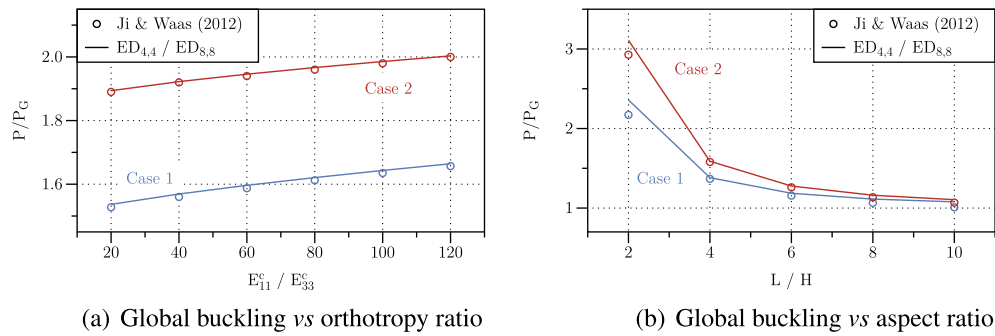 Ji & Waas (2012)
ED4,4 / ED8,8
2.0
1.8
1.6
P/PG
Case 2
Case 1
20 40 60 80 100 120
E^c_11 / E^c_33
(a) Global buckling vs orthotropy ratio
Ji & Waas (2012)
ED4,4 / ED8,8
3
2
1
P/PG
Case 2
Case 1
2 4 6 8 10
L / H
(b) Global buckling vs aspect ratio